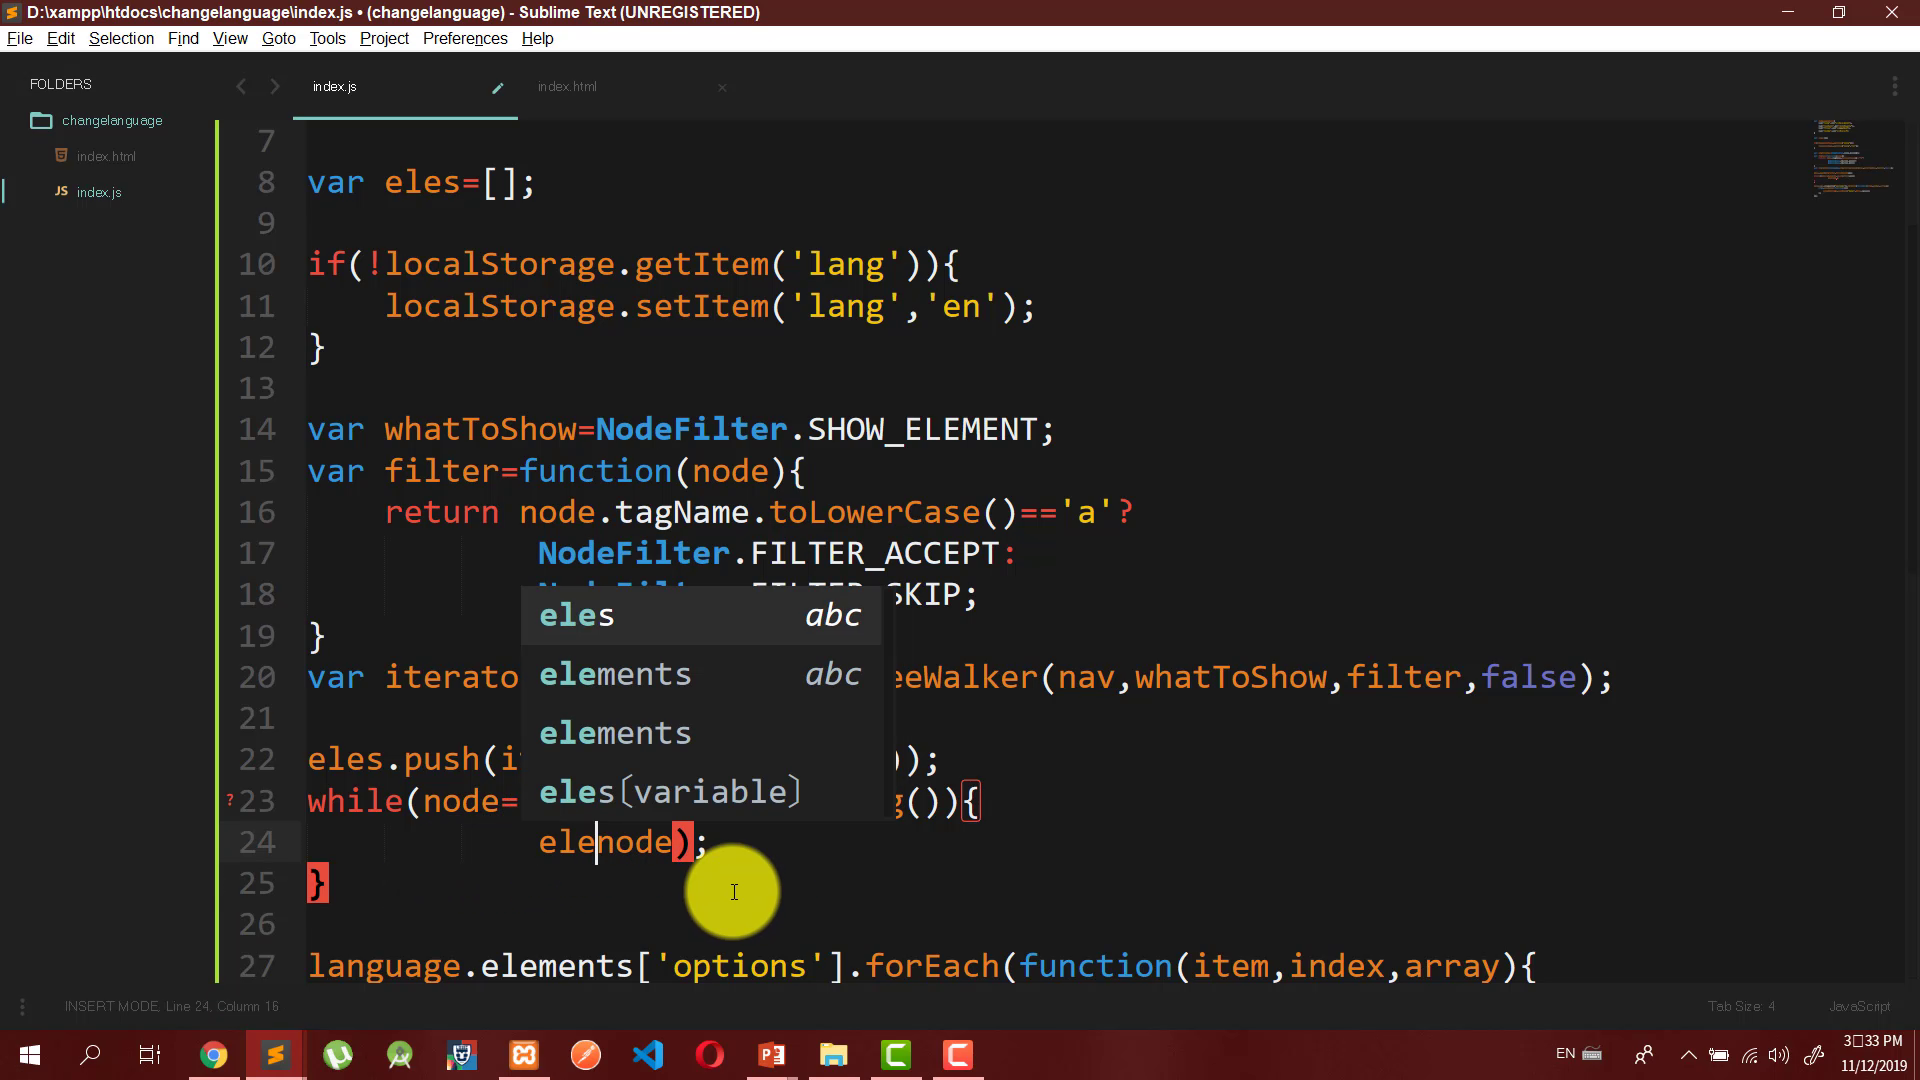 D:\xampp\htdocs\changelanguage\index.js • (changelanguage) - Sublime Text (UNREGISTERED)
File Edit Selection Find View Goto Tools Project Preferences Help
FOLDERS
changelanguage
index.html
JS index.js
index.js
index.html
7
8 var eles=[];
9
10 if(!localStorage.getItem('lang')){
11 localStorage.setItem('lang','en');
12 }
13
14 var whatToShow=NodeFilter.SHOW_ELEMENT;
15 var filter=function(node){
16 return node.tagName.toLowerCase()=='a'?
17 NodeFilter.FILTER_ACCEPT:
18 SKIP;
19 }
20 var iterato eeWalker(nav,whatToShow,filter,false);
21
22 eles.push(i ));
?23 while(node= g()){
24 elenode);
25 }
26
27 language.elements['options'].forEach(function(item,index,array){
eles abc
elements abc
elements
eles〔variable〕
INSERT MODE, Line 24, Column 16
Tab Size: 4
JavaScript
EN
3□33 PM
11/12/2019